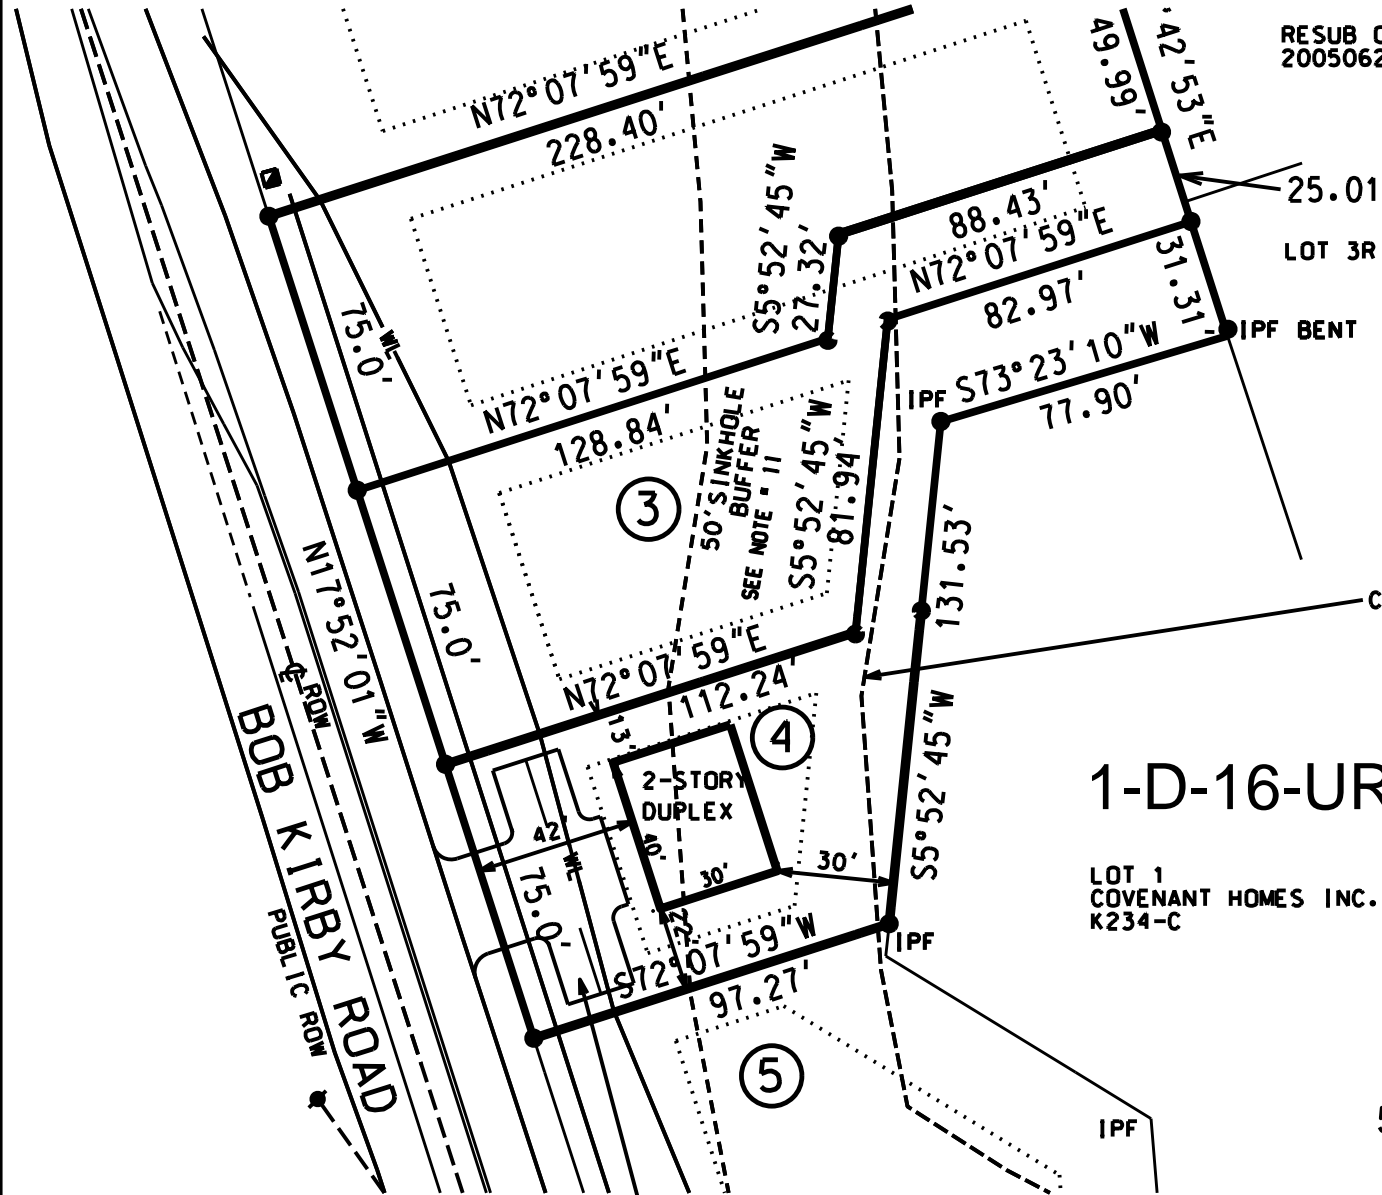 RESUB
2005062
49.99'
42'53"E
N72°07'59"E
228.40'
25.01
LOT 3R
S5°52'45"W
27.32'
88.43'
N72°07'59"E
82.97'
31.31'
IPF BENT
75.0'
WL
N72°07'59"E
128.84'
IPF
S73°23'10"W
77.90'
3
50' SINKHOLE
BUFFER
SEE NOTE # 11
S5°52'45"W
81.94'
131.53'
N17°52'01"W
75.0'
N72°07'59"E
112.24'
C
℄ ROW
13'
4
2-STORY
DUPLEX
40'
30'
42'
WL
30'
S5°52'45"W
1-D-16-UR
BOB KIRBY ROAD
PUBLIC ROW
75.0'
22'
S72°07'59"W
97.27'
IPF
LOT 1
COVENANT HOMES INC.
K234-C
5
IPF